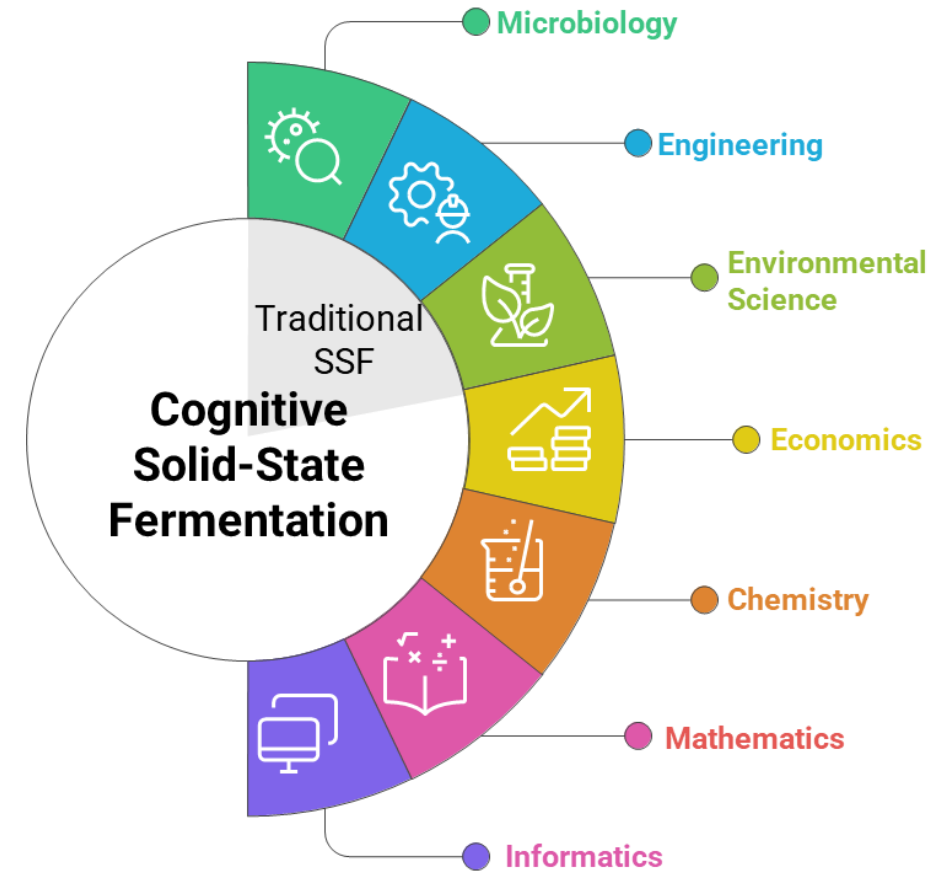 Microbiology
Engineering
Environmental
Science
Traditional
SSF
Cognitive
Solid-State
Fermentation
Economics
Chemistry
Mathematics
Informatics